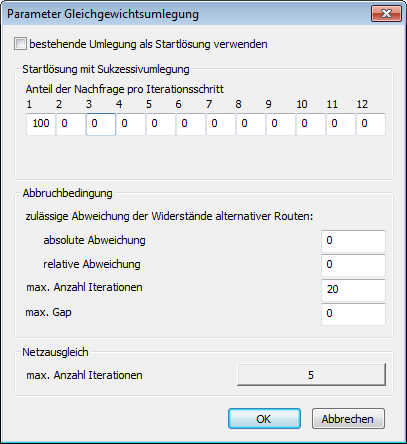 Parameter Gleichgewichtsumlegung
bestehende Umlegung als Startlösung verwenden
Startlösung mit Sukzessivumlegung
Anteil der Nachfrage pro Iterationsschritt
1 2 3 4 5 6 7 8 9 10 11 12
100 0 0 0 0 0 0 0 0 0 0 0
Abbruchbedingung
zulässige Abweichung der Widerstände alternativer Routen:
absolute Abweichung 0
relative Abweichung 0
max. Anzahl Iterationen 20
max. Gap 0
Netzausgleich
max. Anzahl Iterationen 5
OK Abbrechen